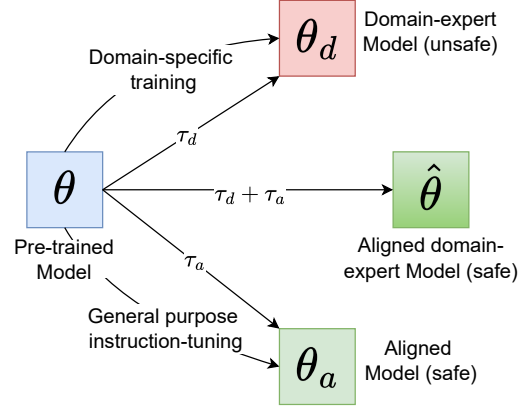 θ_d
Domain-expert
Model (unsafe)
Domain-specific
training
τ_d
θ
Pre-trained
Model
τ_d + τ_a
θ̂
Aligned domain-
expert Model (safe)
τ_a
General purpose
instruction-tuning
θ_a
Aligned
Model (safe)